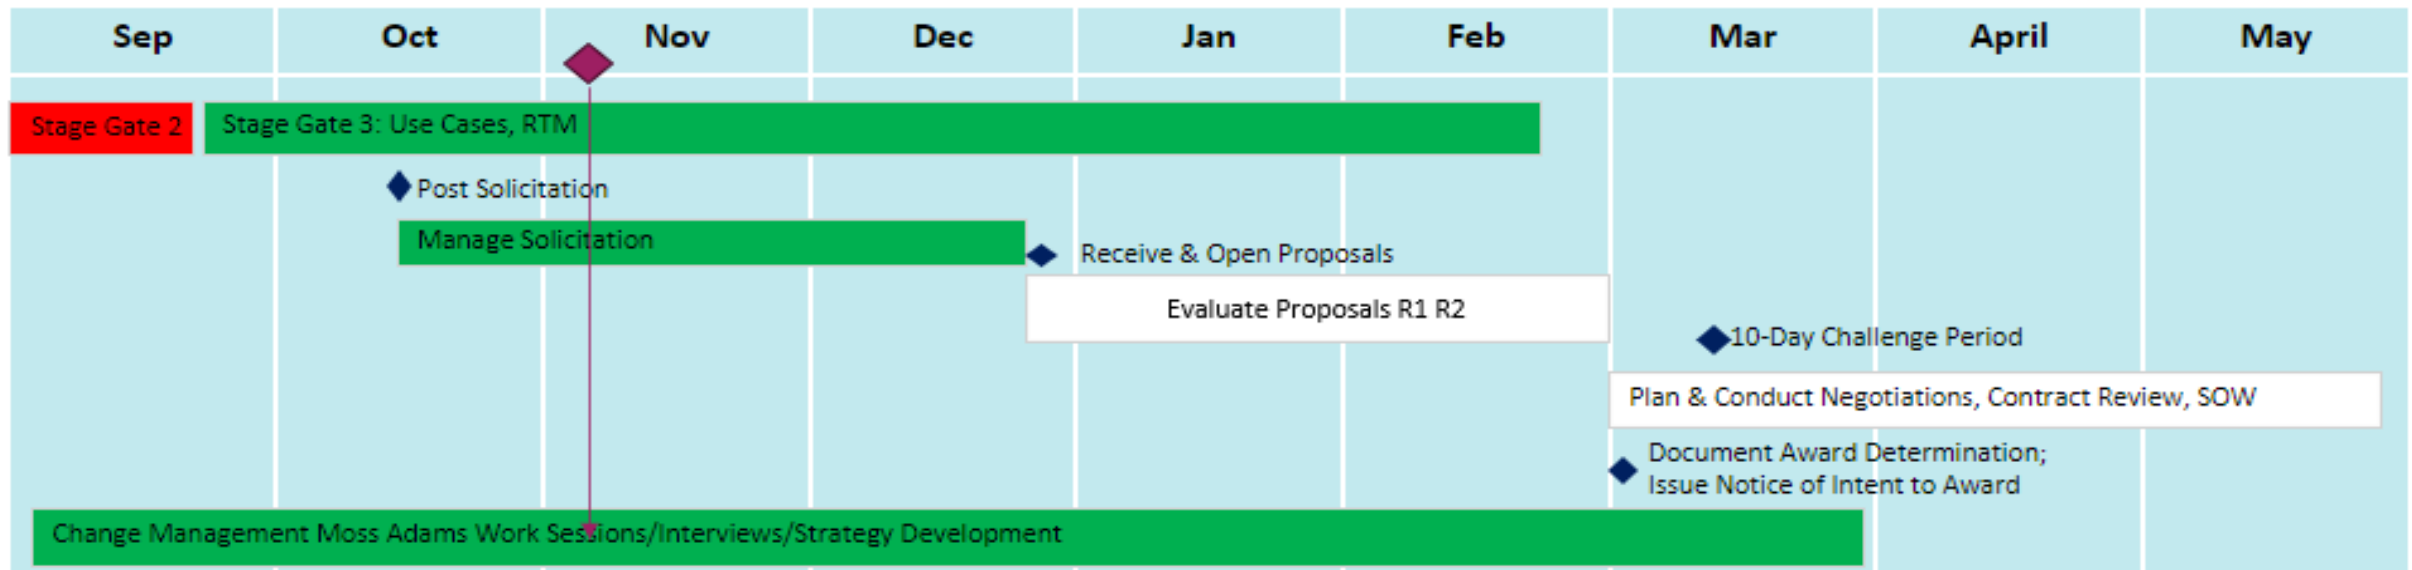 Sep Oct Nov Dec Jan Feb Mar April May
Stage Gate 2
Stage Gate 3: Use Cases, RTM
Post Solicitation
Manage Solicitation
Receive & Open Proposals
Evaluate Proposals R1 R2
10-Day Challenge Period
Plan & Conduct Negotiations, Contract Review, SOW
Document Award Determination;
Issue Notice of Intent to Award
Change Management Moss Adams Work Sessions/Interviews/Strategy Development